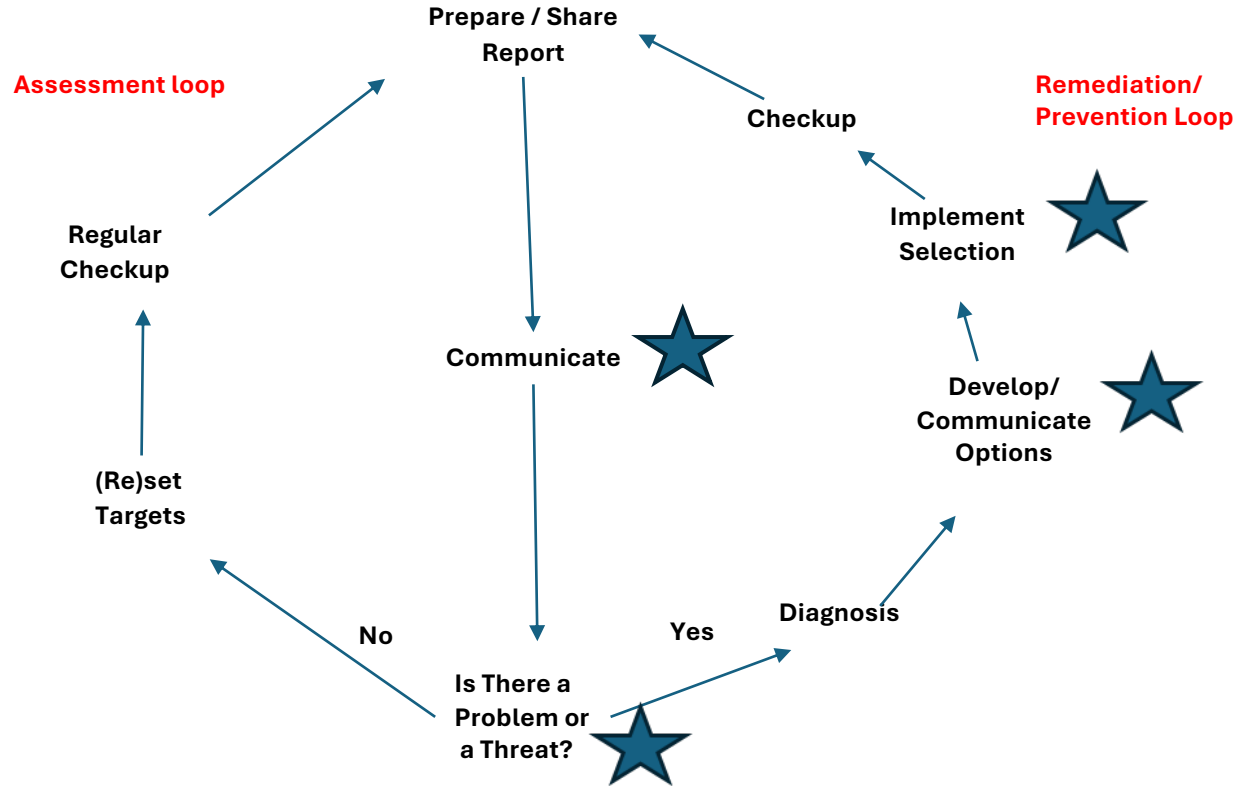 Prepare / Share
Report
Assessment loop
Remediation/
Prevention Loop
Checkup
Implement
Selection
Regular
Checkup
Communicate
Develop/
Communicate
Options
(Re)set
Targets
Diagnosis
No
Yes
Is There a
Problem or
a Threat?